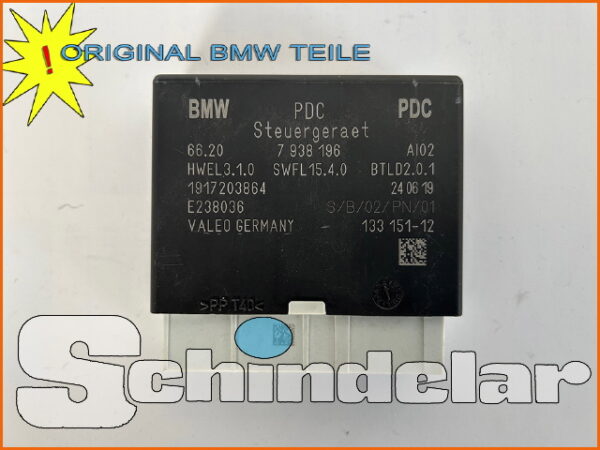 ! ORIGINAL BMW TEILE
BMW PDC PDC
Steuergeraet
66.20 7 938 196 AI02
HWEL3.1.0 SWFL15.4.0 BTLD2.0.1
1917203864 24 06 19
E238036 S/B/02/PN/01
VALEO GERMANY 133 151-12
>PP T40<
Schindelar